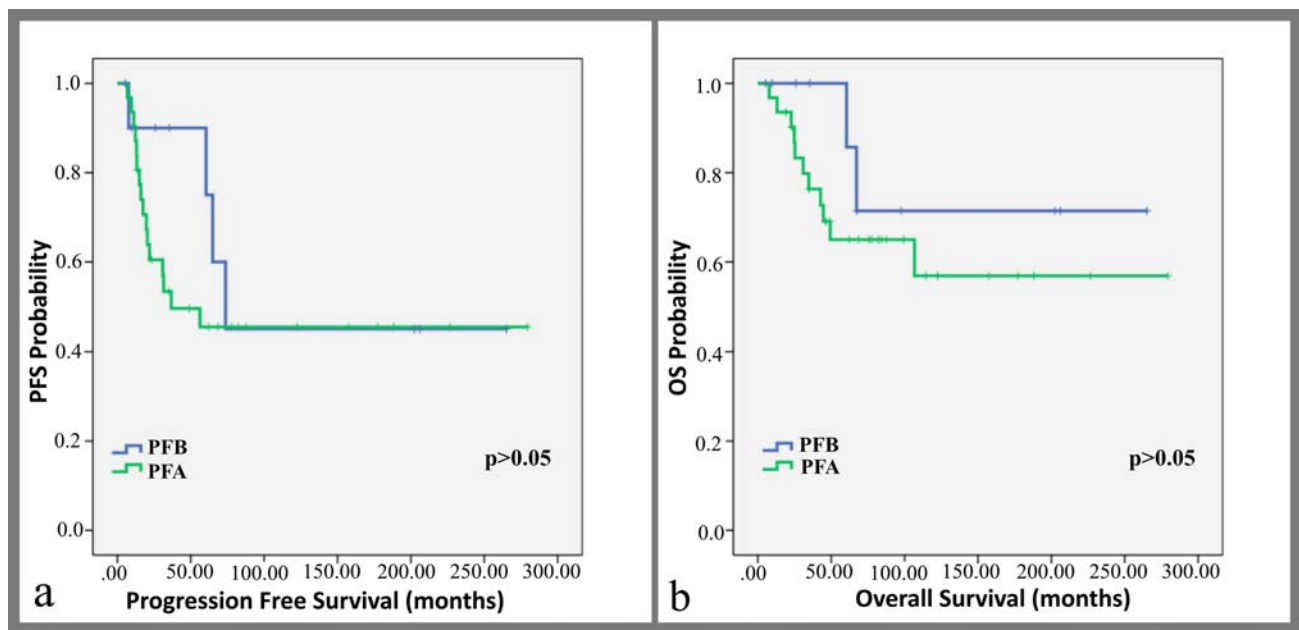 PFS Probability
1.0
0.8
0.6
0.4
0.2
0.0
PFB
PFA
p>0.05
.00 50.00 100.00 150.00 200.00 250.00 300.00
Progression Free Survival (months)
a
OS Probability
1.0
0.8
0.6
0.4
0.2
0.0
PFB
PFA
p>0.05
.00 50.00 100.00 150.00 200.00 250.00 300.00
Overall Survival (months)
b